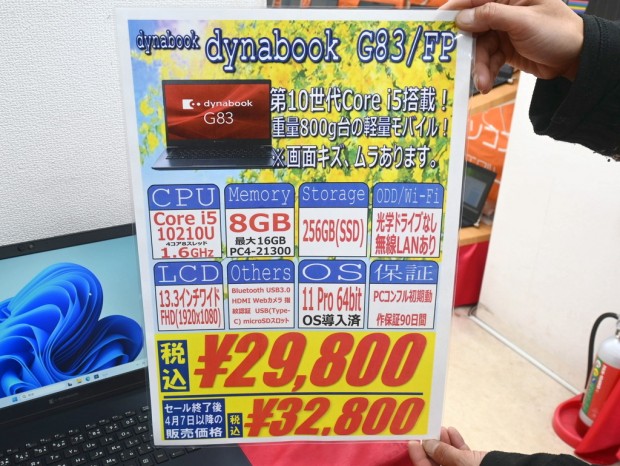 dynabook dynabook G83/FP
dynabook
G83
第10世代Core i5搭載！
重量800g台の軽量モバイル！
※画面キズ、ムラあります。
CPU
Core i5
10210U
4コア8スレッド
1.6GHz
Memory
8GB
最大16GB
PC4-21300
Storage
256GB(SSD)
ODD/Wi-Fi
光学ドライブなし
無線LANあり
LCD
13.3インチワイド
FHD(1920x1080)
Others
Bluetooth USB3.0
HDMI Webカメラ 指
紋認証 USB(Type-
C) microSDスロット
OS
11 Pro 64bit
OS導入済
保証
PCコンフル初期動
作保証90日間
税込
¥29,800
セール終了後
4月7日以降の
販売価格
税込
¥32,800